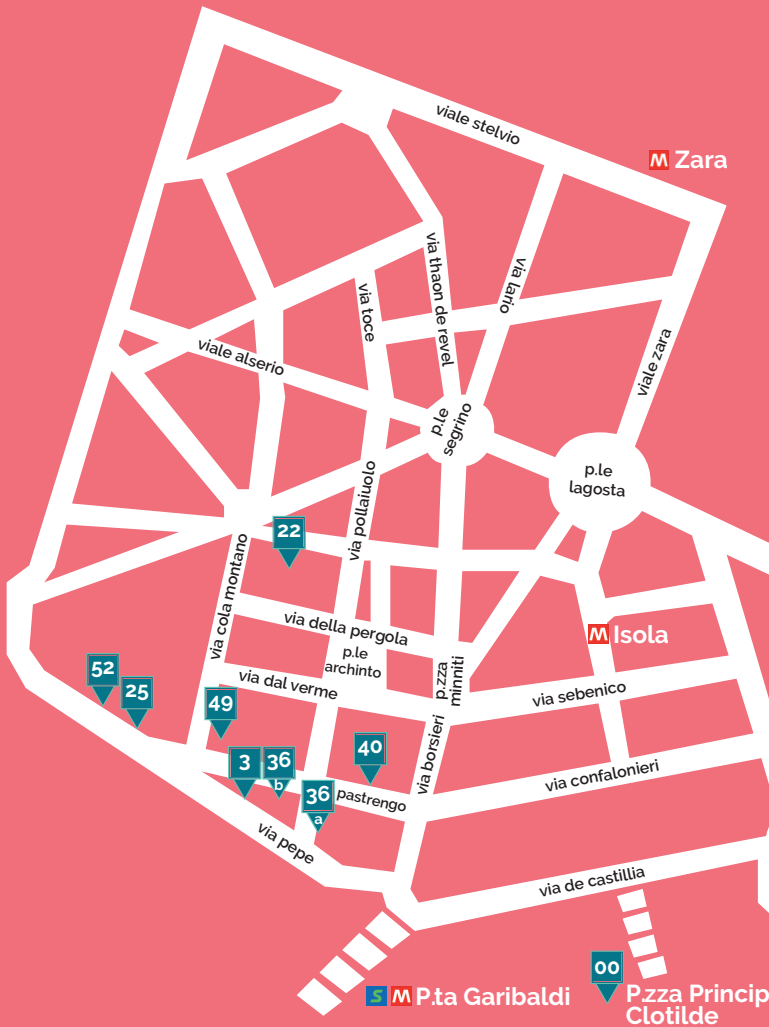 viale stelvio
M Zara
via thaon de revel
via lario
via toce
viale zara
viale alserio
p.le
segrino
p.le
lagosta
via pollaiuolo
22
via cola montano
via della pergola
M Isola
p.le
archinto
p.zza
minniti
52
25
via dal verme
via sebenico
49
40
via borsieri
3
36
b
via confalonieri
36
a
pastrengo
via pepe
via de castillia
00
S M P.ta Garibaldi
P.zza Princip
Clotilde